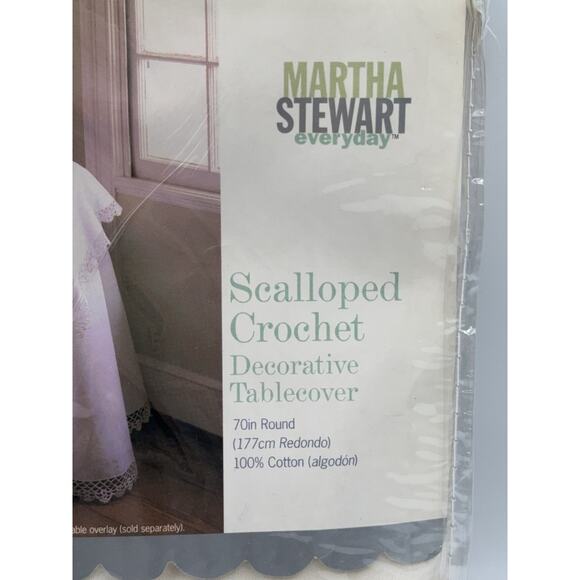 MARTHA
STEWART
everyday™
Scalloped
Crochet
Decorative
Tablecover
70in Round
(177cm Redondo)
100% Cotton (algodón)
able overlay (sold separately).